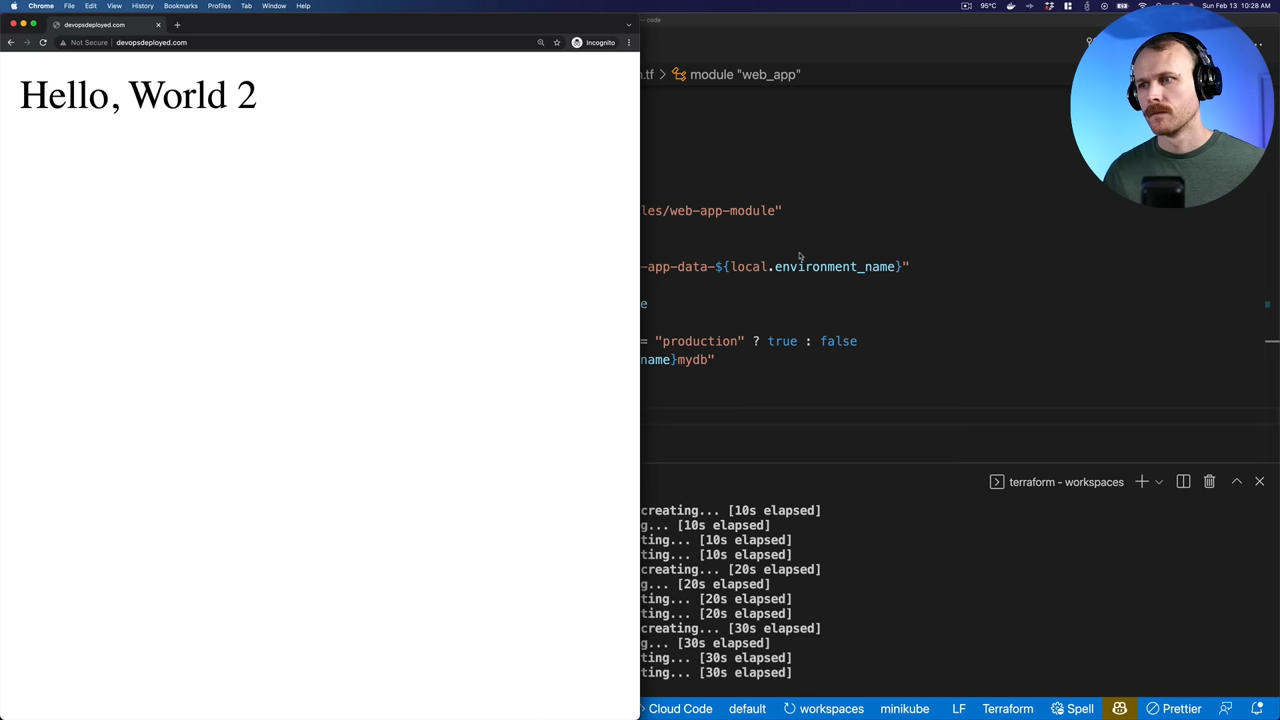 Chrome File Edit View History Bookmarks Profiles Tab Window Help
95°C
Sun Feb 13 10:28 AM
devopsdeployed.com
Not Secure devopsdeployed.com
Incognito
Hello, World 2
code
.tf > module "web_app"
les/web-app-module"
-app-data-${local.environment_name}"
e
= "production" ? true : false
name}mydb"
terraform - workspaces
creating... [10s elapsed]
g... [10s elapsed]
ting... [10s elapsed]
ting... [10s elapsed]
creating... [20s elapsed]
g... [20s elapsed]
ting... [20s elapsed]
ting... [20s elapsed]
creating... [30s elapsed]
g... [30s elapsed]
ting... [30s elapsed]
ting... [30s elapsed]
Cloud Code default workspaces minikube LF Terraform Spell Prettier